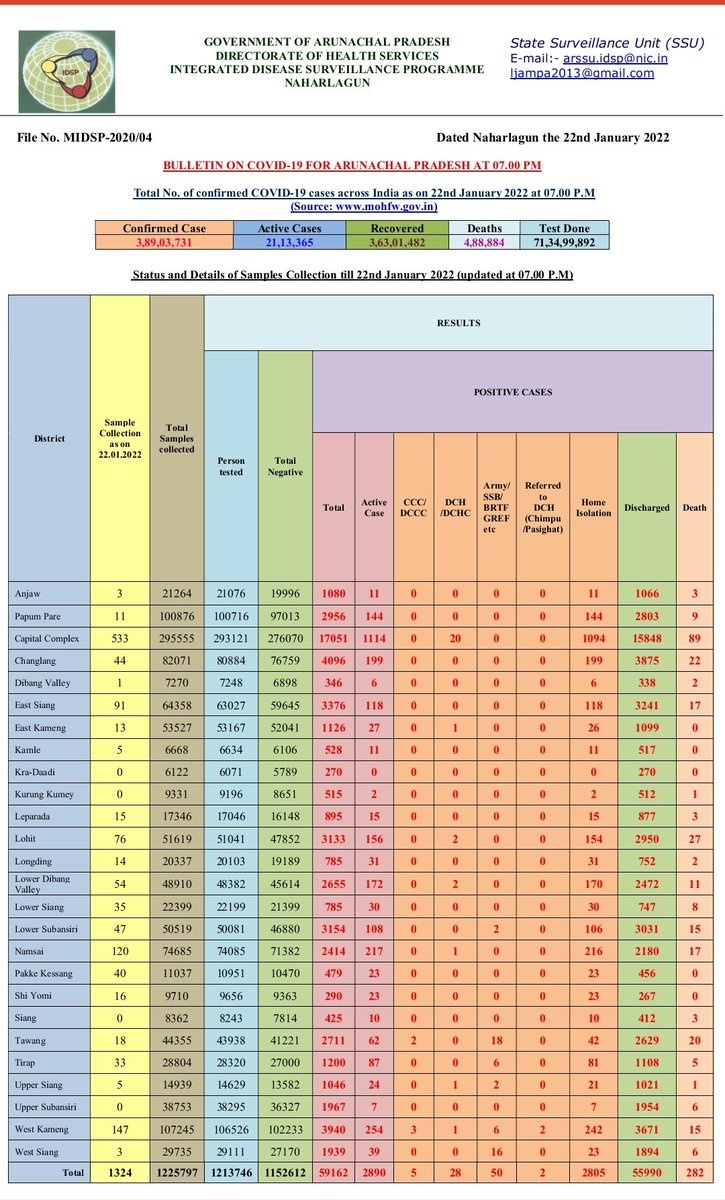 IDSP
GOVERNMENT OF ARUNACHAL PRADESH
DIRECTORATE OF HEALTH SERVICES
INTEGRATED DISEASE SURVEILLANCE PROGRAMME
NAHARLAGUN
State Surveillance Unit (SSU)
E-mail:- arssu.idsp@nic.in
ljampa2013@gmail.com
File No. MIDSP-2020/04 Dated Naharlagun the 22nd January 2022
BULLETIN ON COVID-19 FOR ARUNACHAL PRADESH AT 07.00 PM
Total No. of confirmed COVID-19 cases across India as on 22nd January 2022 at 07.00 P.M
(Source: www.mohfw.gov.in)
Confirmed Case Active Cases Recovered Deaths Test Done
3,89,03,731 21,13,365 3,63,01,482 4,88,884 71,34,99,892
Status and Details of Samples Collection till 22nd January 2022 (updated at 07.00 P.M)
District
Sample
Collection
as on
22.01.2022
Total
Samples
collected
RESULTS
Person
tested
Total
Negative
POSITIVE CASES
Total
Active
Case
CCC/
DCCC
DCH
/DCHC
Army/
SSB/
BRTF
GREF
etc
Referred
to
DCH
(Chimpu
/Pasighat)
Home
Isolation
Discharged
Death
Anjaw 3 21264 21076 19996 1080 11 0 0 0 0 11 1066 3
Papum Pare 11 100876 100716 97013 2956 144 0 0 0 0 144 2803 9
Capital Complex 533 295555 293121 276070 17051 1114 0 20 0 0 1094 15848 89
Changlang 44 82071 80884 76759 4096 199 0 0 0 0 199 3875 22
Dibang Valley 1 7270 7248 6898 346 6 0 0 0 0 6 338 2
East Siang 91 64358 63027 59645 3376 118 0 0 0 0 118 3241 17
East Kameng 13 53527 53167 52041 1126 27 0 1 0 0 26 1099 0
Kamle 5 6668 6634 6106 528 11 0 0 0 0 11 517 0
Kra-Daadi 0 6122 6071 5789 270 0 0 0 0 0 0 270 0
Kurung Kumey 0 9331 9196 8651 515 2 0 0 0 0 2 512 1
Leparada 15 17346 17046 16148 895 15 0 0 0 0 15 877 3
Lohit 76 51619 51041 47852 3133 156 0 2 0 0 154 2950 27
Longding 14 20337 20103 19189 785 31 0 0 0 0 31 752 2
Lower Dibang
Valley 54 48910 48382 45614 2655 172 0 2 0 0 170 2472 11
Lower Siang 35 22399 22199 21399 785 30 0 0 0 0 30 747 8
Lower Subansiri 47 50519 50081 46880 3154 108 0 0 2 0 106 3031 15
Namsai 120 74685 74085 71382 2414 217 0 1 0 0 216 2180 17
Pakke Kessang 40 11037 10951 10470 479 23 0 0 0 0 23 456 0
Shi Yomi 16 9710 9656 9363 290 23 0 0 0 0 23 267 0
Siang 0 8362 8243 7814 425 10 0 0 0 0 10 412 3
Tawang 18 44355 43938 41221 2711 62 2 0 18 0 42 2629 20
Tirap 33 28804 28320 27000 1200 87 0 0 6 0 81 1108 5
Upper Siang 5 14939 14629 13582 1046 24 0 1 2 0 21 1021 1
Upper Subansiri 0 38753 38295 36327 1967 7 0 0 0 0 7 1954 6
West Kameng 147 107245 106526 102233 3940 254 3 1 6 2 242 3671 15
West Siang 3 29735 29111 27170 1939 39 0 0 16 0 23 1894 6
Total 1324 1225797 1213746 1152612 59162 2890 5 28 50 2 2805 55990 282